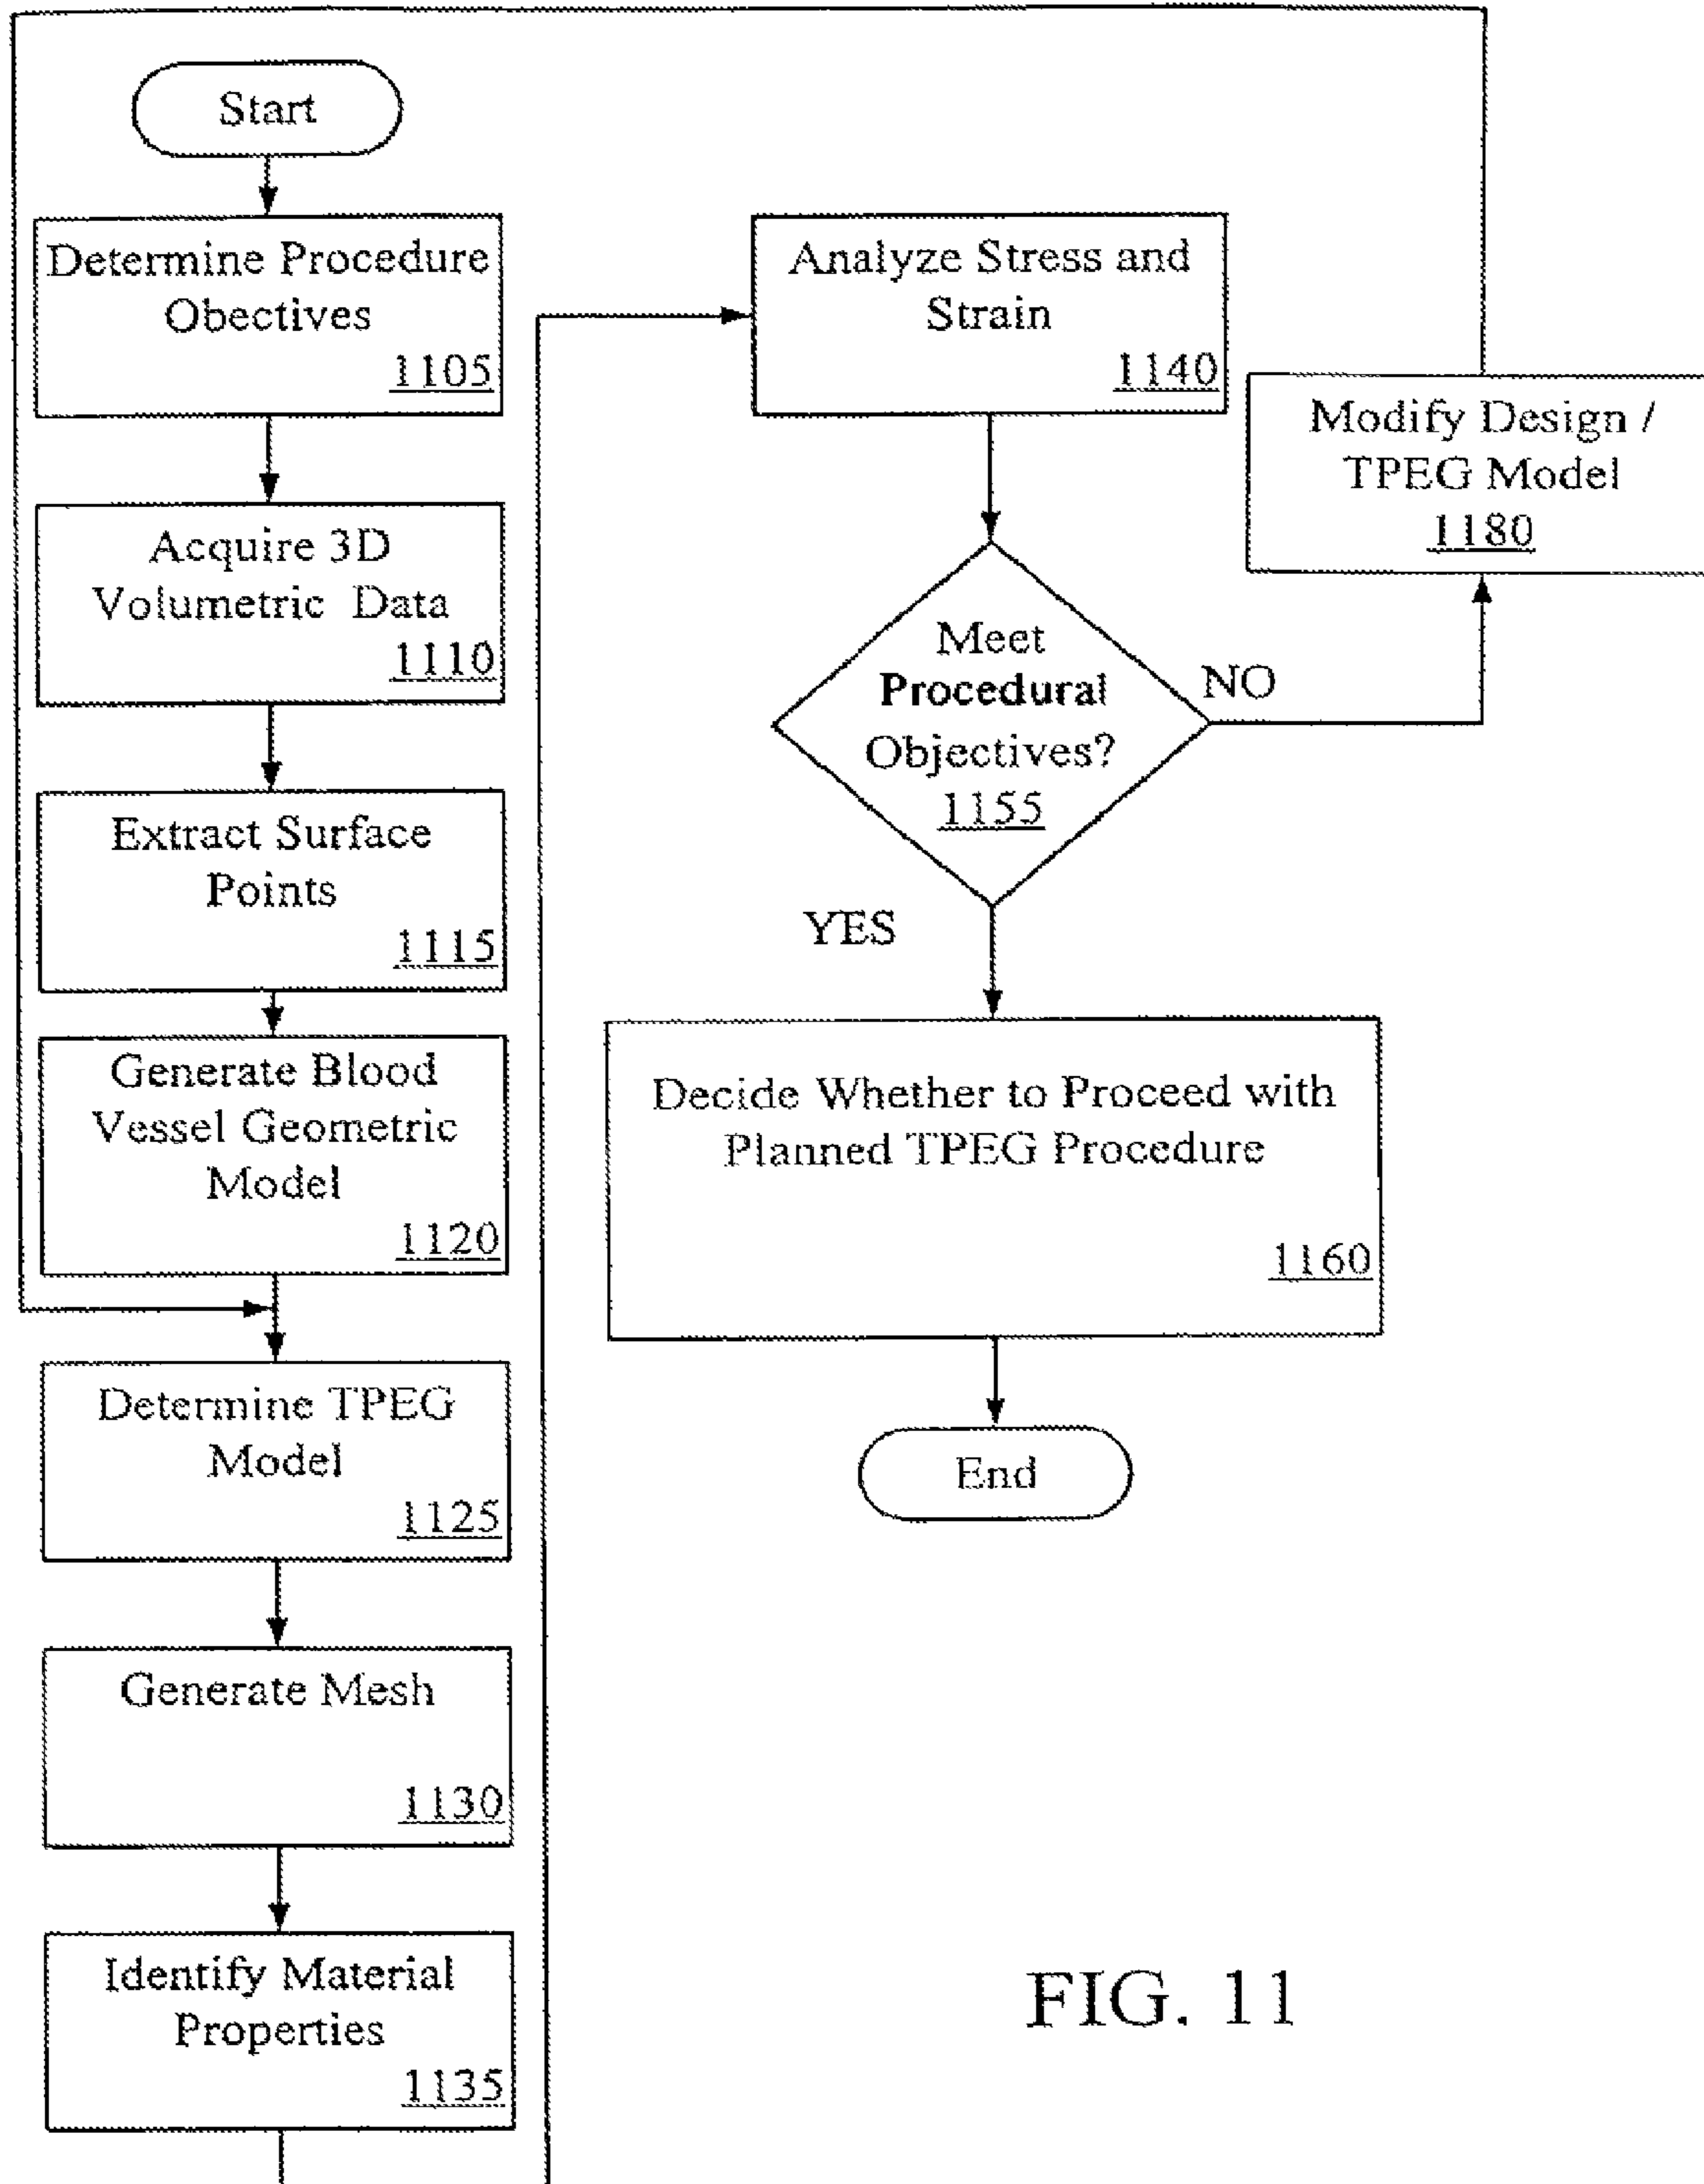 Start
Determine Procedure
Obectives
1105
Acquire 3D
Volumetric Data
1110
Extract Surface
Points
1115
Generate Blood
Vessel Geometric
Model
1120
Determine TPEG
Model
1125
Generate Mesh
1130
Identify Material
Properties
1135
Analyze Stress and
Strain
1140
Meet
Procedural
Objectives?
1155
NO
Modify Design /
TPEG Model
1180
YES
Decide Whether to Proceed with
Planned TPEG Procedure
1160
End
FIG. 11